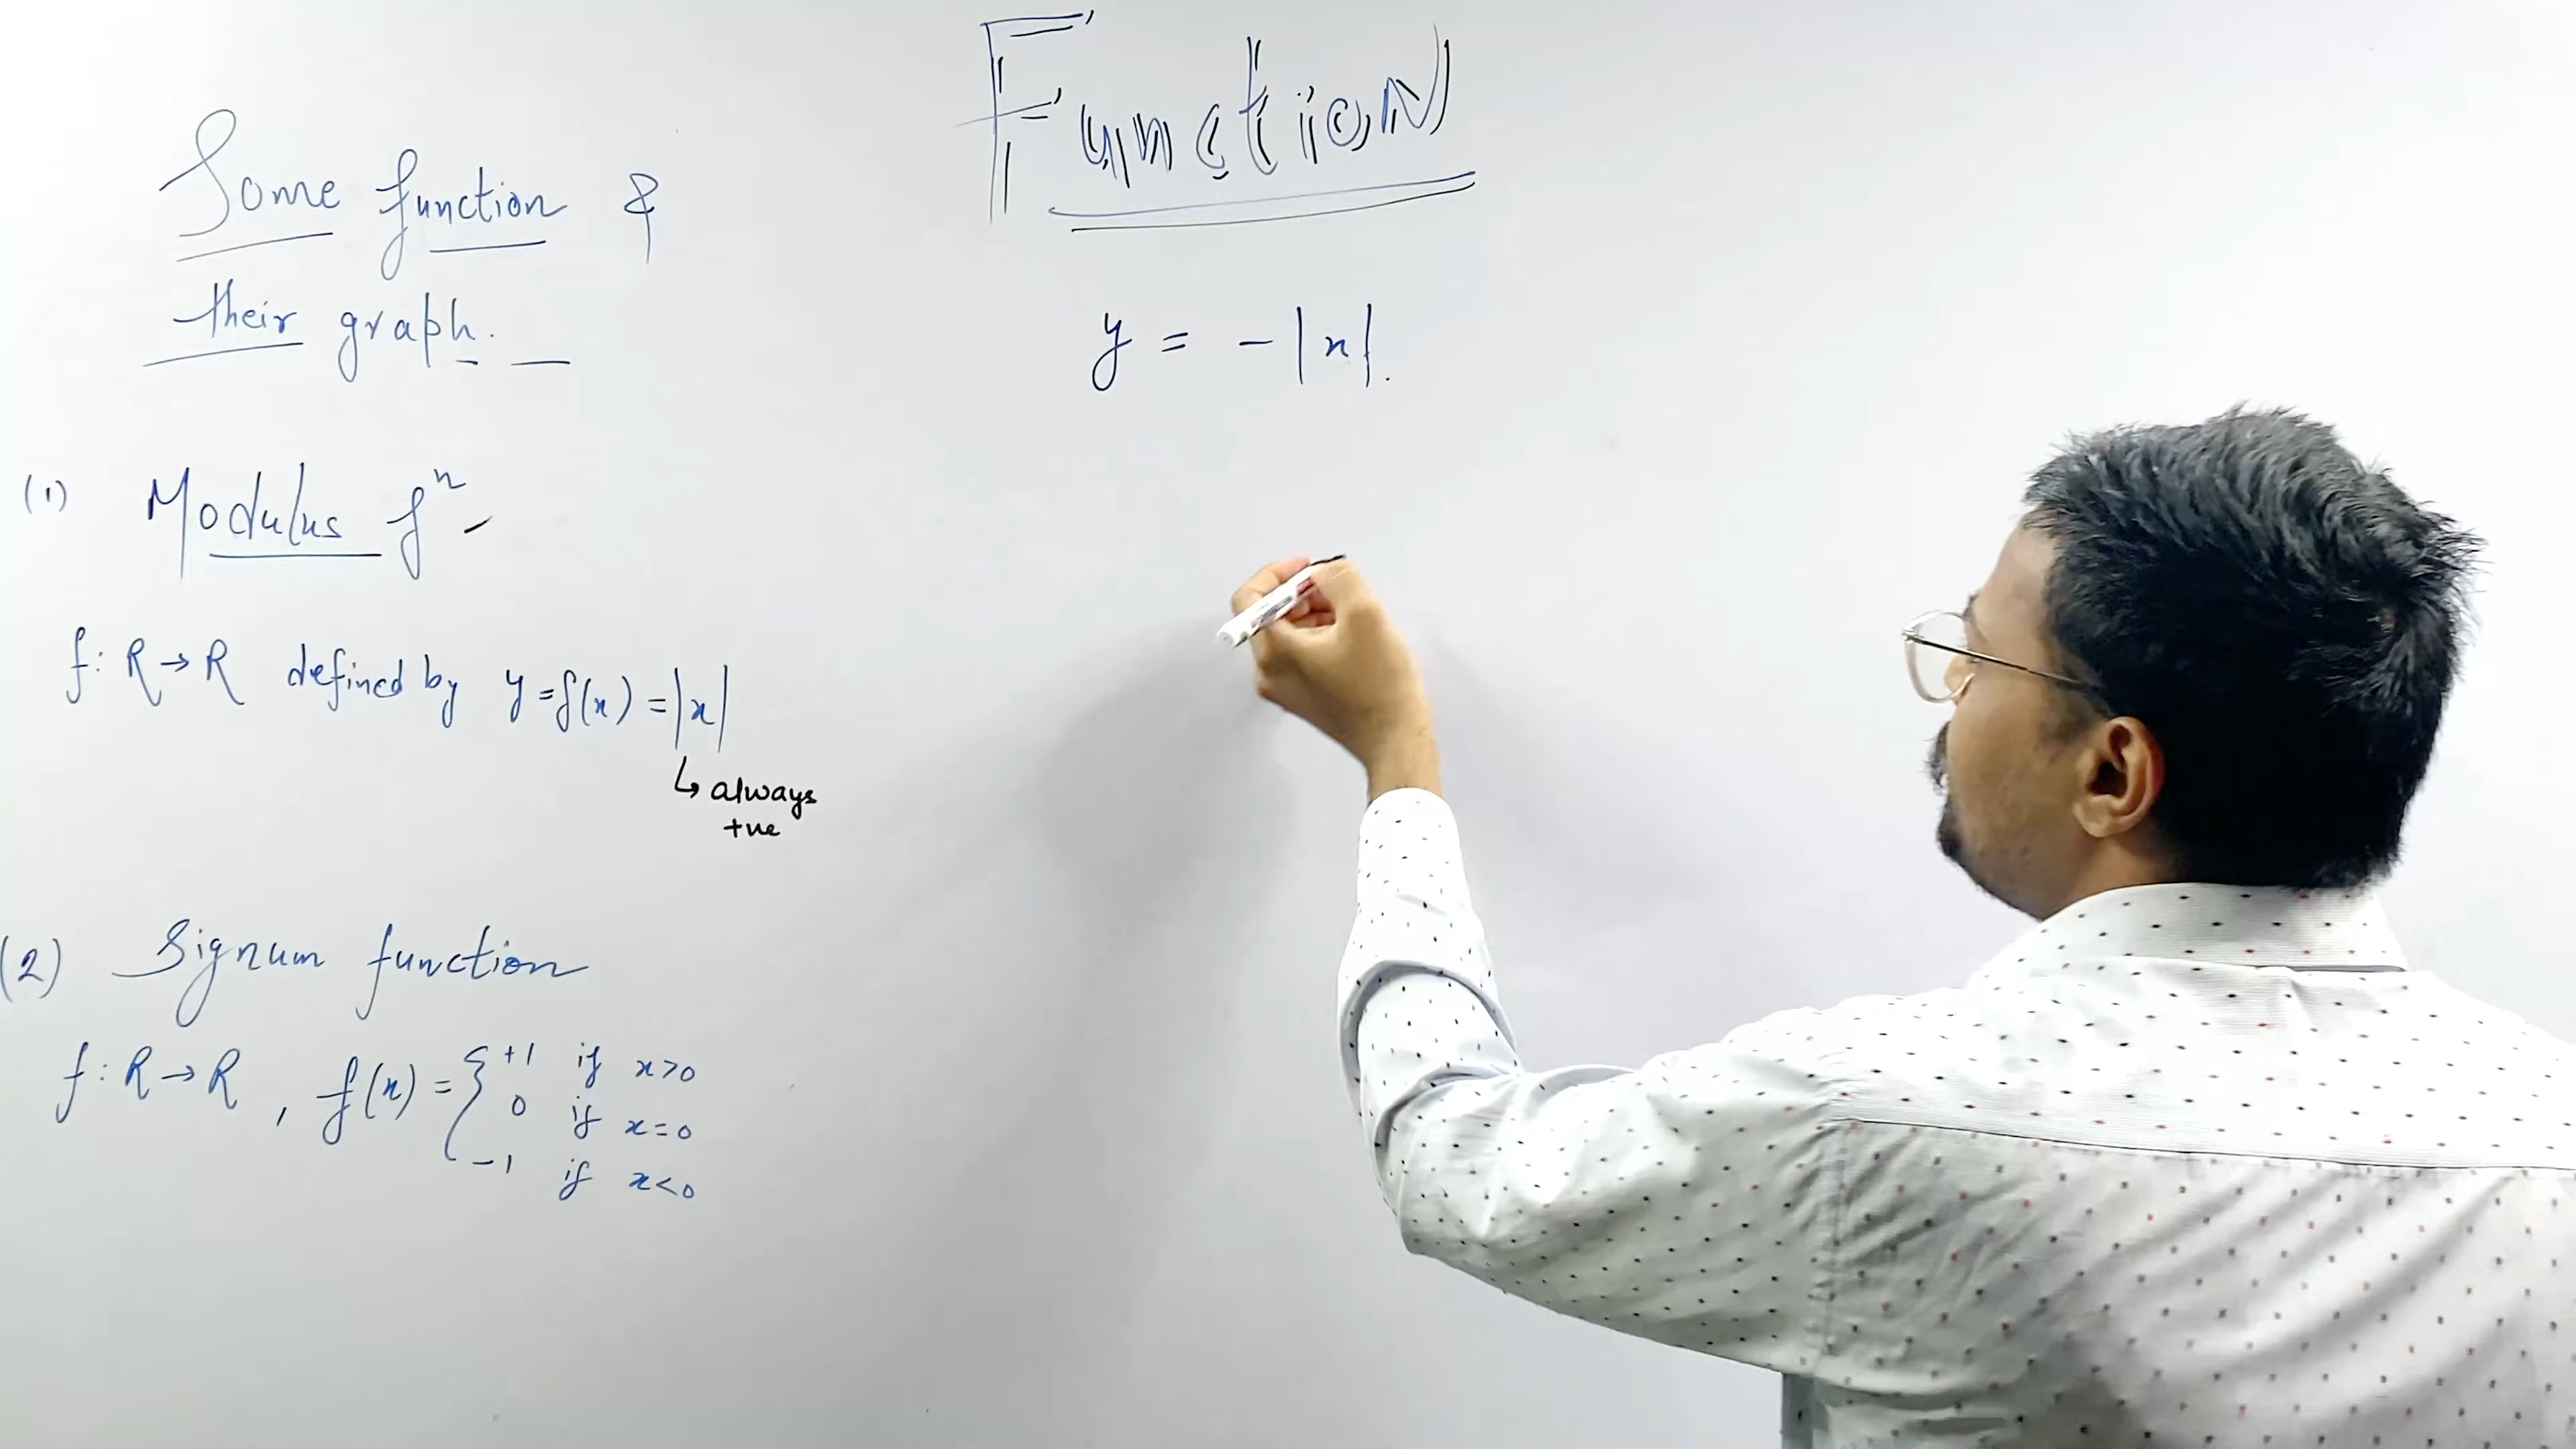 Function
Some function &
their graph.
y = -|x|.
(1) Modulus fⁿ -
f: R→R defined by y=f(x)=|x|
↳ always
+ve
(2) Signum function
f: R→R, f(x)= { +1 if x>0
0 if x=0
-1 if x<0